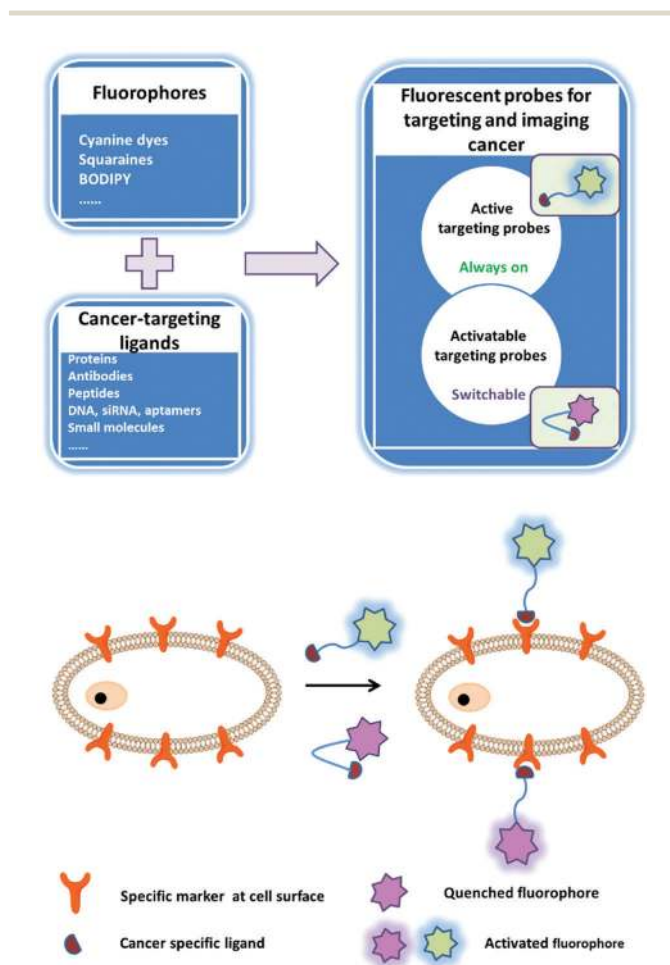 Fluorophores
Cyanine dyes
Squaraines
BODIPY
......
Cancer-targeting
ligands
Proteins
Antibodies
Peptides
DNA, siRNA, aptamers
Small molecules
......
Fluorescent probes for
targeting and imaging
cancer
Active
targeting probes
Always on
Activatable
targeting probes
Switchable
Specific marker at cell surface
Quenched fluorophore
Cancer specific ligand
Activated fluorophore